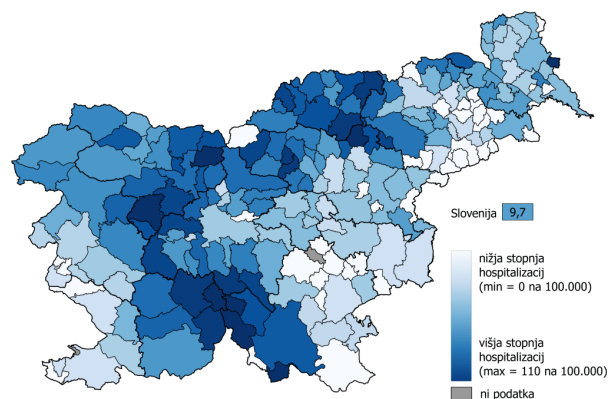 Slovenija 9,7
nižja stopnja
hospitalizacij
(min = 0 na 100.000)
višja stopnja
hospitalizacij
(max = 110 na 100.000)
ni podatka